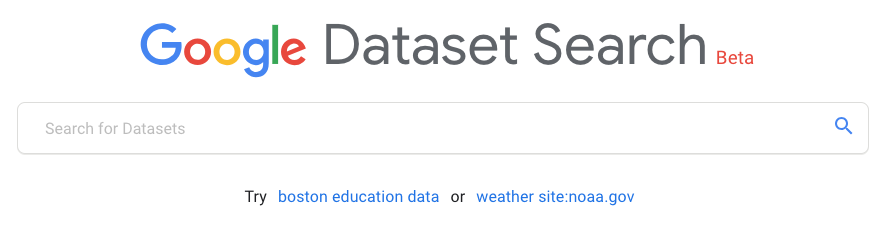 Google Dataset Search Beta
Search for Datasets
Try boston education data or weather site:noaa.gov